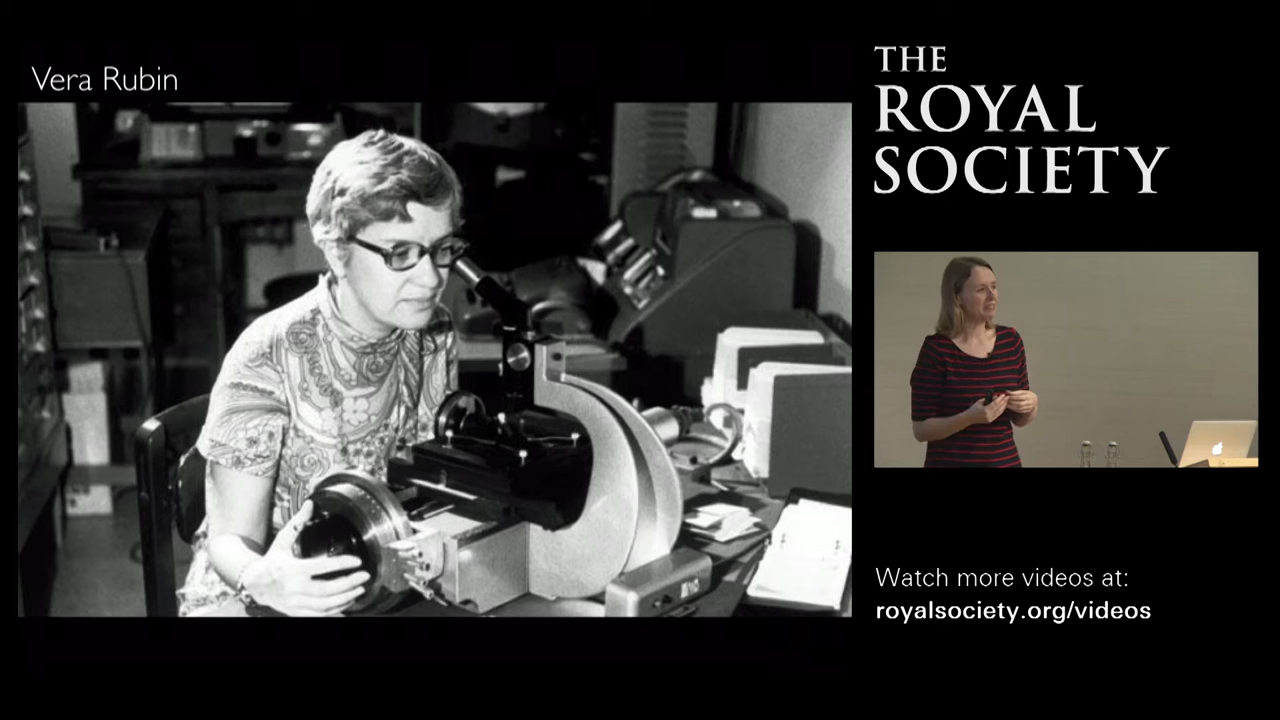 Vera Rubin
THE
ROYAL
SOCIETY
Watch more videos at:
royalsociety.org/videos